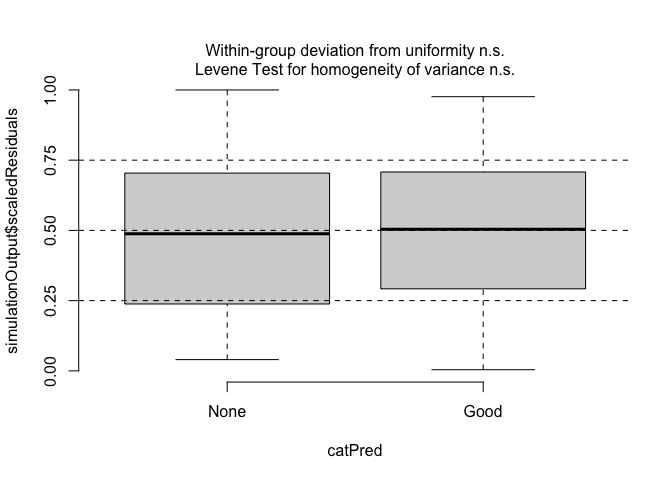 Within-group deviation from uniformity n.s.
Levene Test for homogeneity of variance n.s.
simulationOutput$scaledResiduals
1.00
0.75
0.50
0.25
0.00
None
Good
catPred